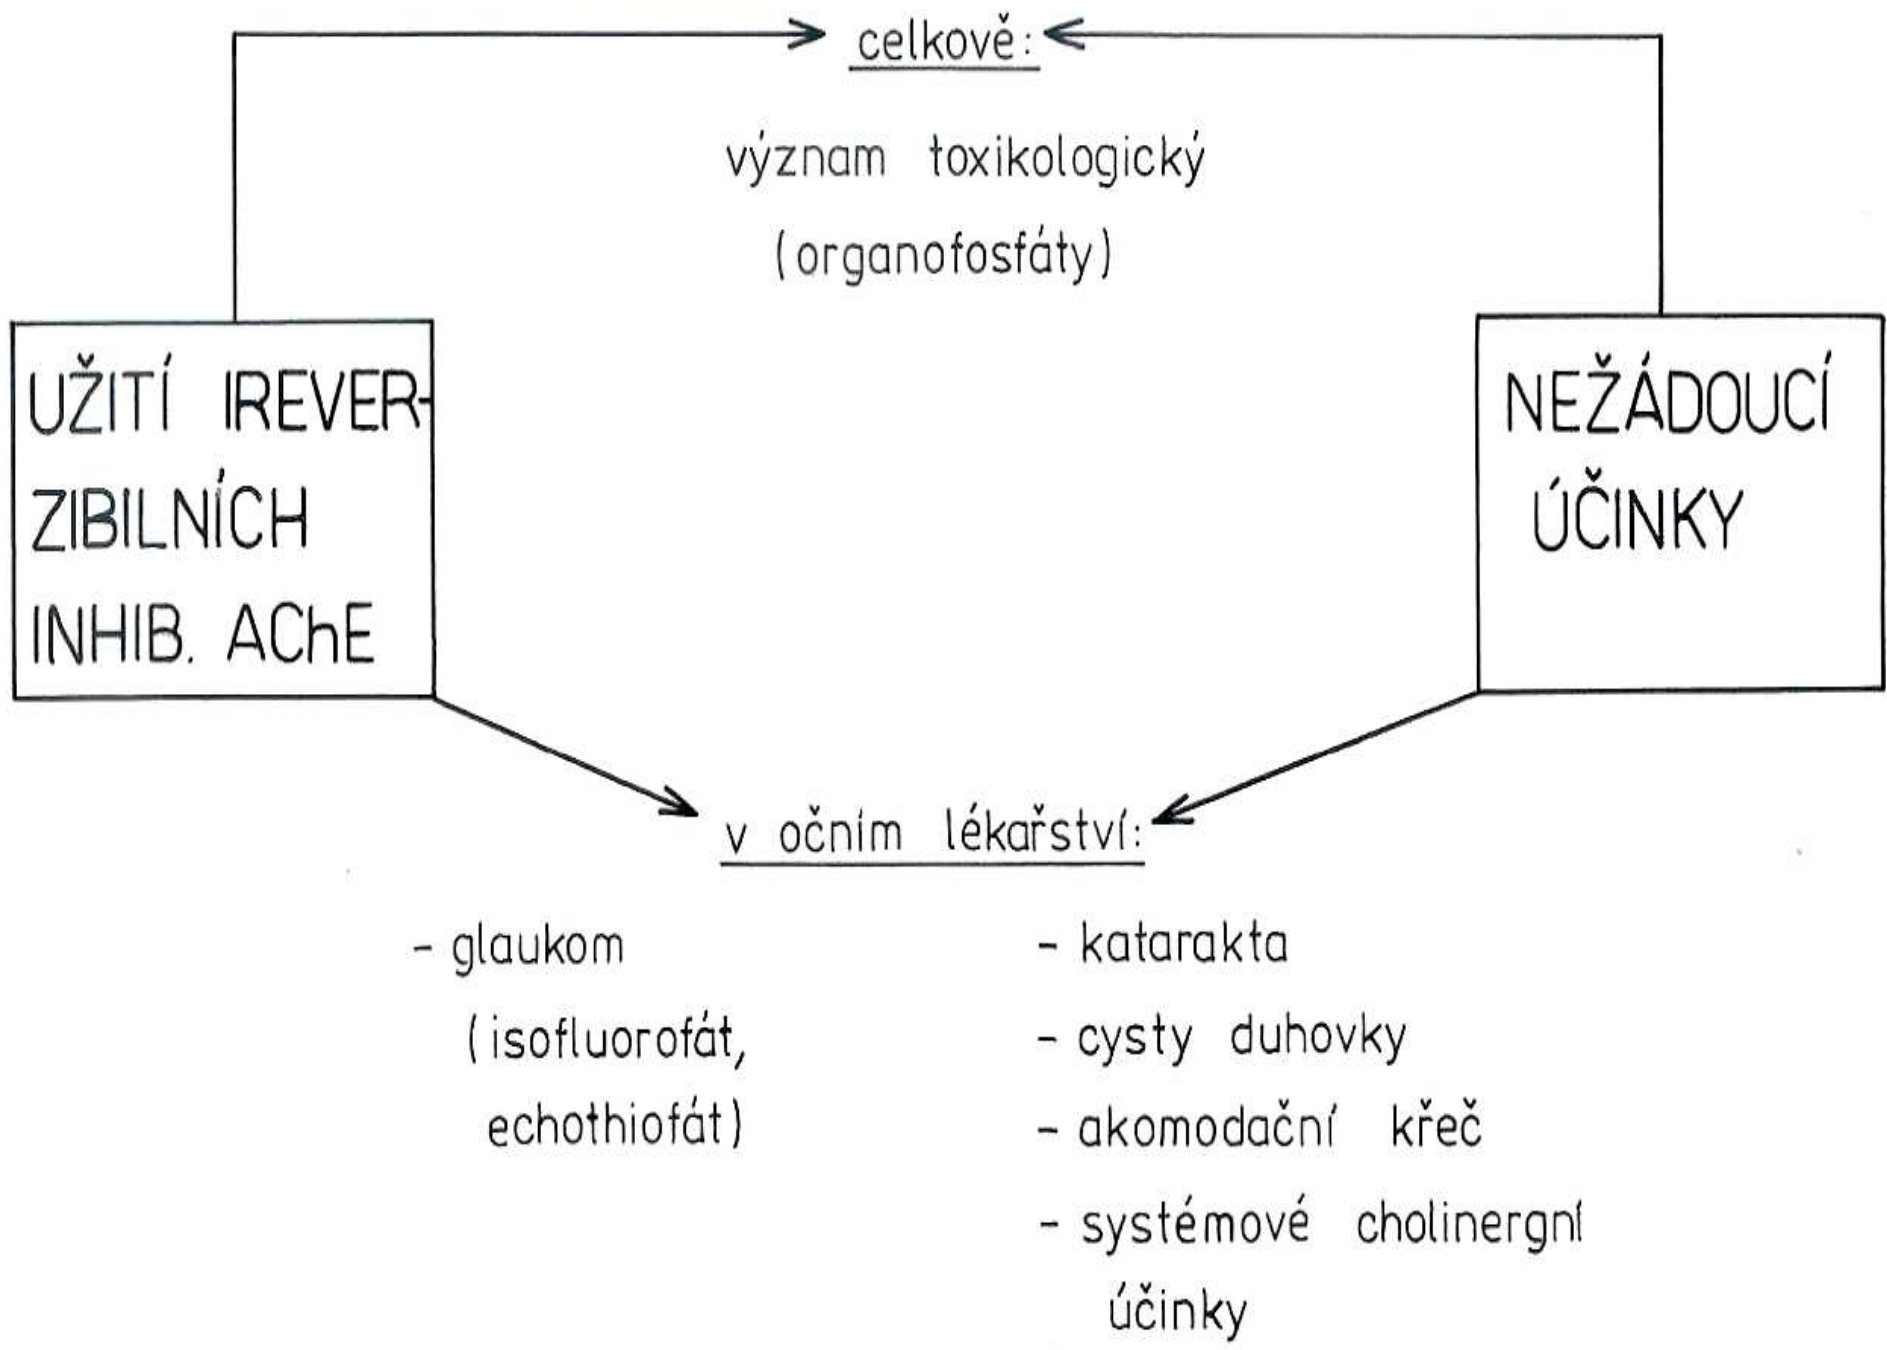 celkově:
význam toxikologický
(organofosfáty)
UŽITÍ IREVER-
ZIBILNÍCH
INHIB. AChE
NEŽÁDOUCÍ
ÚČINKY
v očním lékařství:
- glaukom
(isofluorofát,
echothiofát)
- katarakta
- cysty duhovky
- akomodační křeč
- systémové cholinergní
účinky